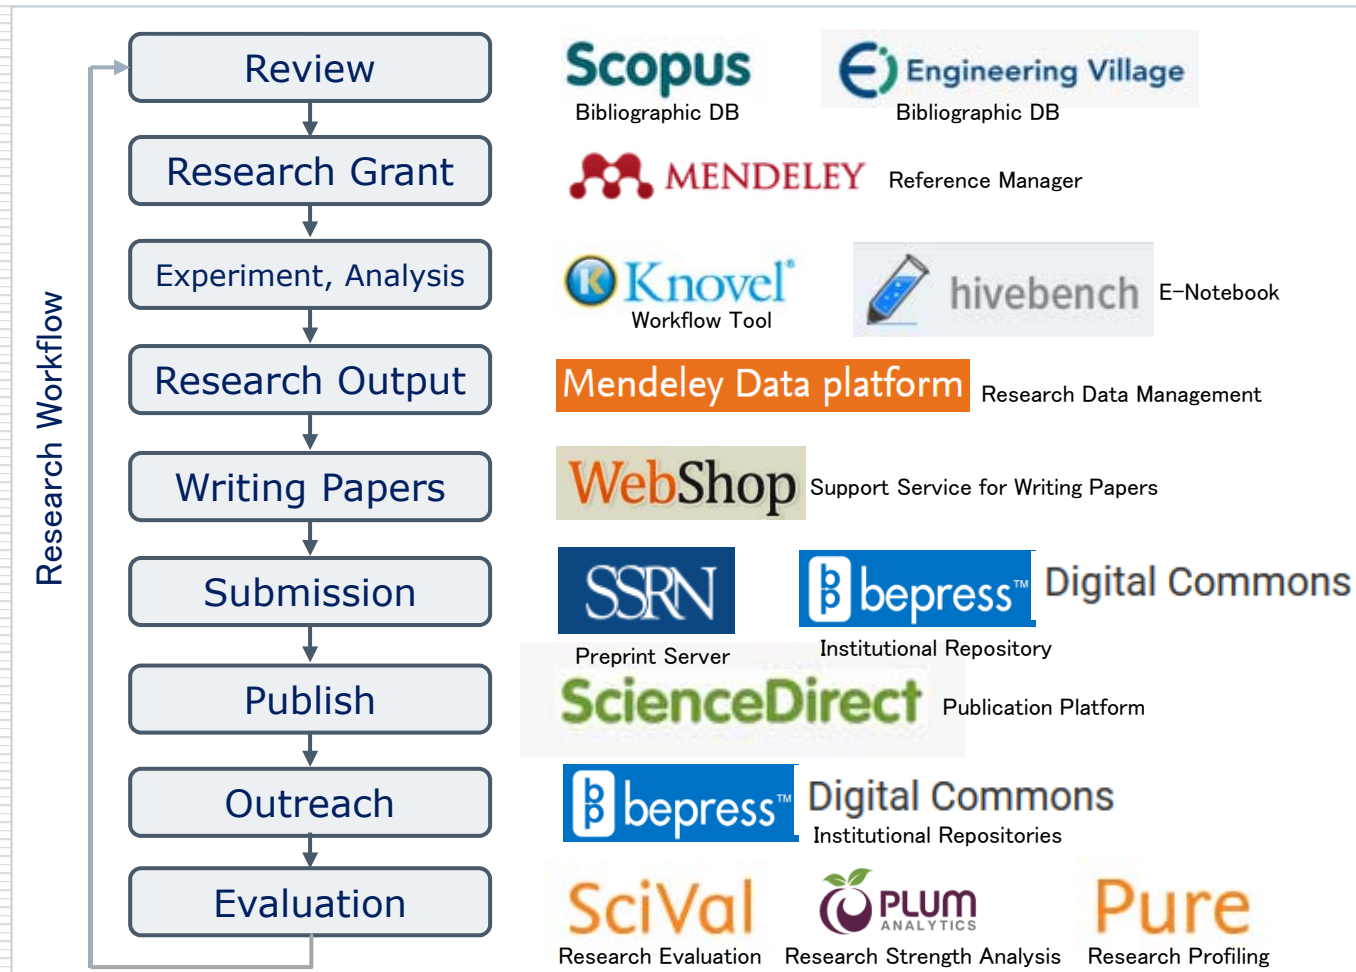 Research Workflow
Review
Scopus
Bibliographic DB
Engineering Village
Bibliographic DB
Research Grant
MENDELEY
Reference Manager
Experiment, Analysis
K Knovel®
Workflow Tool
hivebench
E-Notebook
Research Output
Mendeley Data platform
Research Data Management
Writing Papers
WebShop
Support Service for Writing Papers
Submission
SSRN
Preprint Server
bp bepress™ Digital Commons
Institutional Repository
Publish
ScienceDirect
Publication Platform
Outreach
bp bepress™ Digital Commons
Institutional Repositories
Evaluation
SciVal
Research Evaluation
PLUM
ANALYTICS
Research Strength Analysis
Pure
Research Profiling